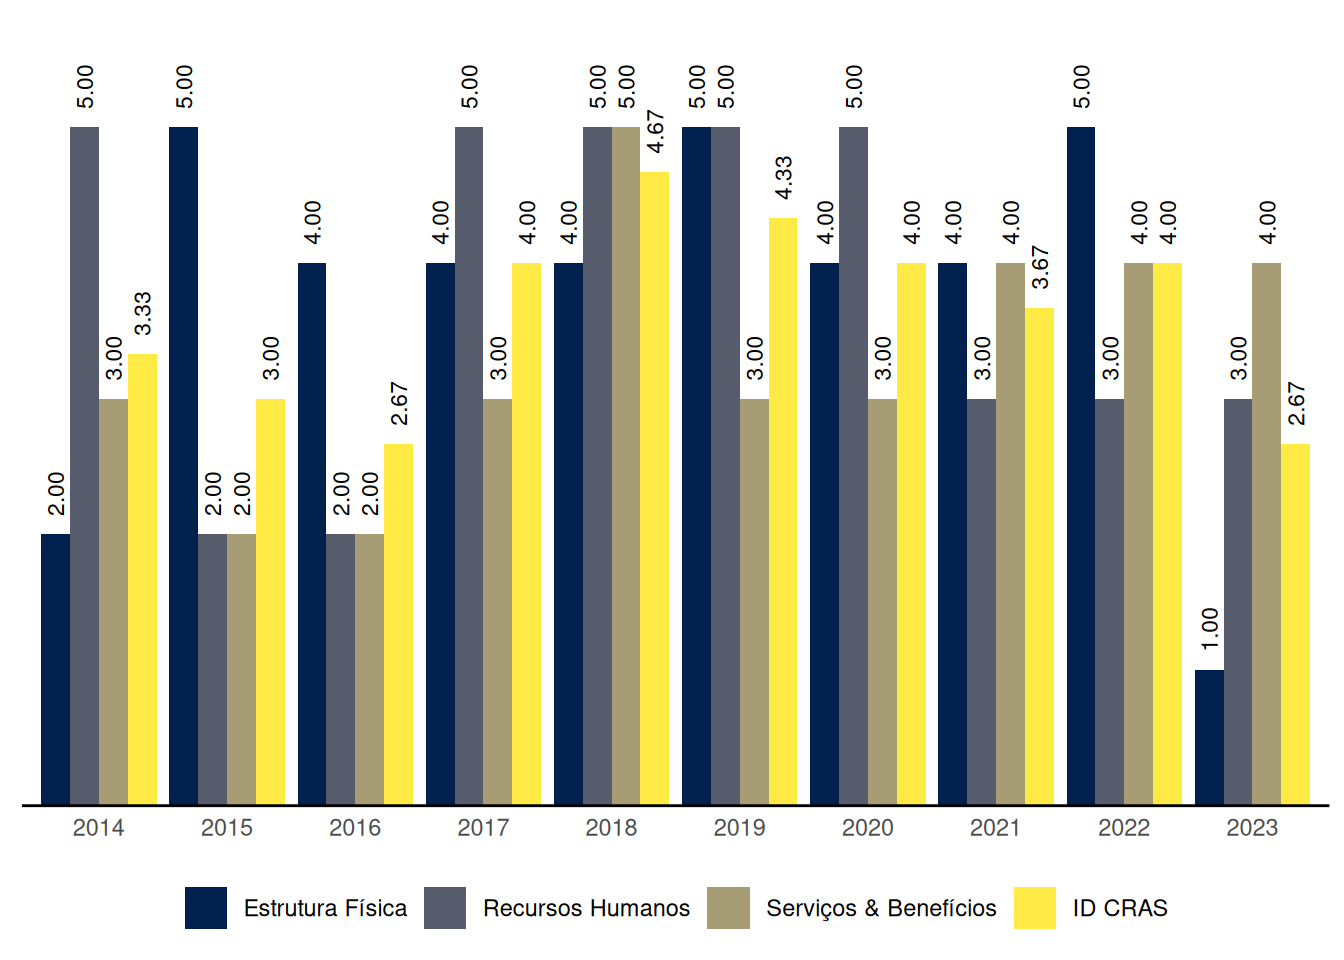 2.00 5.00 3.00 3.33
5.00 2.00 2.00 3.00
4.00 2.00 2.00 2.67
4.00 5.00 3.00 4.00
4.00 5.00 5.00 4.67
5.00 5.00 3.00 4.33
4.00 5.00 3.00 4.00
4.00 3.00 4.00 3.67
5.00 3.00 4.00 4.00
1.00 3.00 4.00 2.67
2014 2015 2016 2017 2018 2019 2020 2021 2022 2023
Estrutura Física Recursos Humanos Serviços & Benefícios ID CRAS